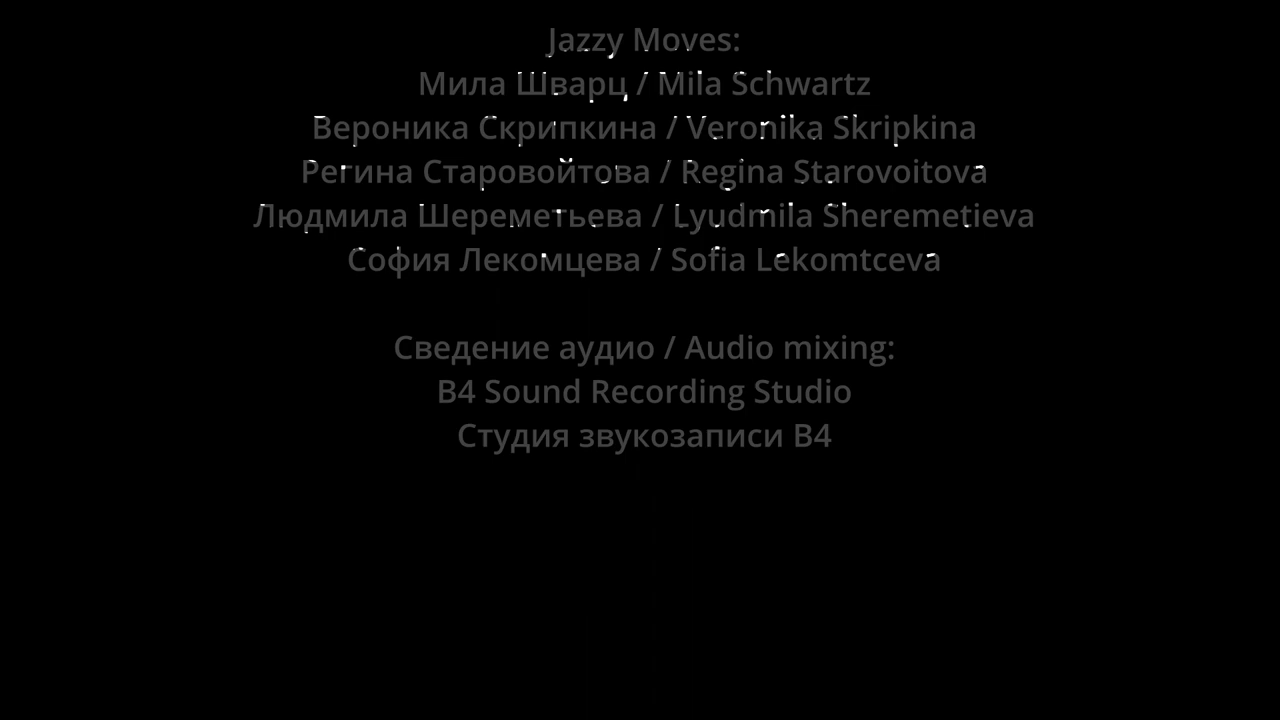 Jazzy Moves:
Мила Шварц / Mila Schwartz
Вероника Скрипкина / Veronika Skripkina
Регина Старовойтова / Regina Starovoitova
Людмила Шереметьева / Lyudmila Sheremetieva
София Лекомцева / Sofia Lekomtceva
Сведение аудио / Audio mixing:
B4 Sound Recording Studio
Студия звукозаписи B4